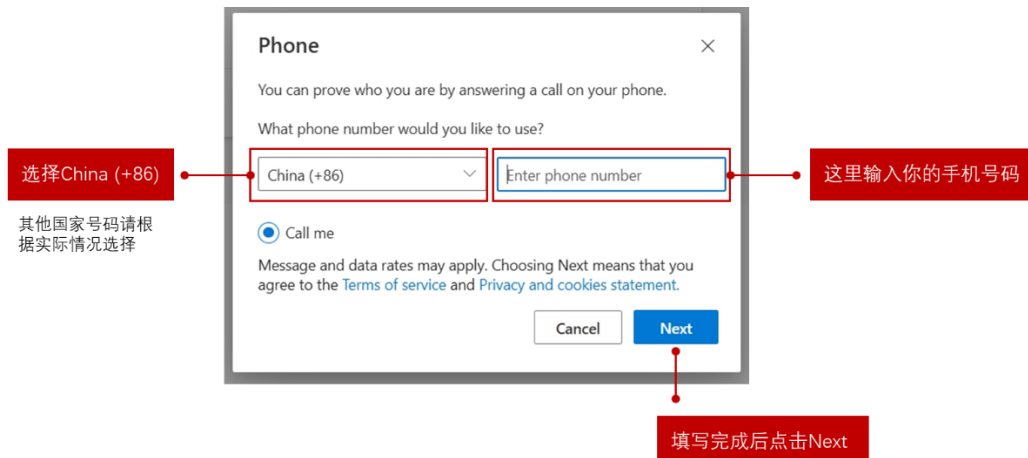 Phone
You can prove who you are by answering a call on your phone.
What phone number would you like to use?
选择China (+86)
China (+86)
Enter phone number
这里输入你的手机号码
其他国家号码请根
据实际情况选择
Call me
Message and data rates may apply. Choosing Next means that you
agree to the Terms of service and Privacy and cookies statement.
Cancel
Next
填写完成后点击Next